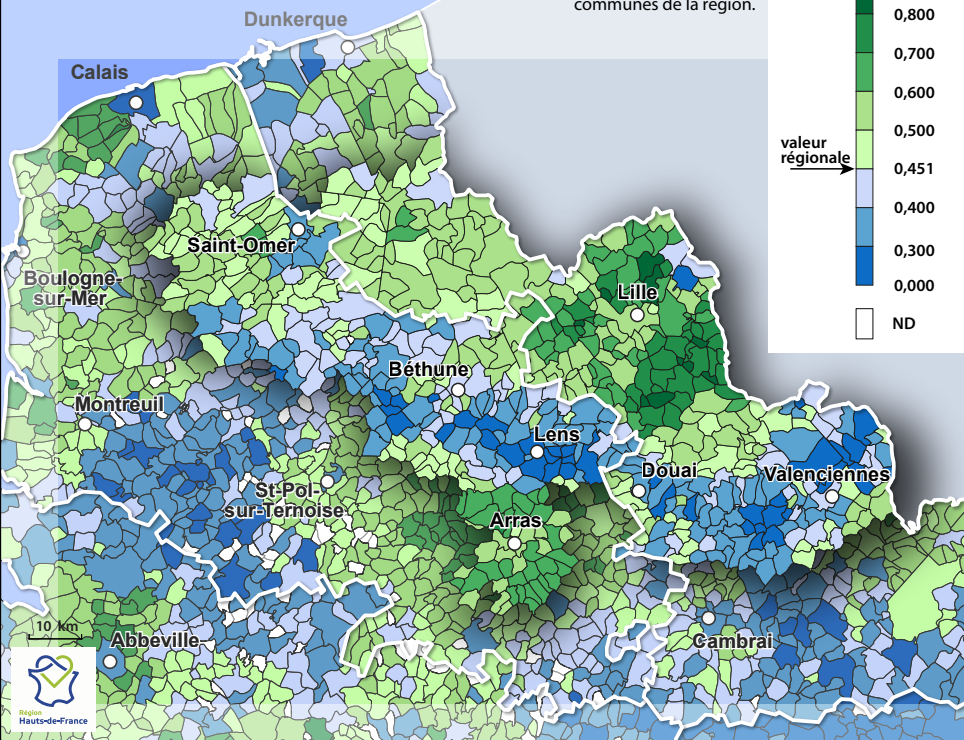 communes de la région.
Dunkerque
Calais
Saint-Omer
Boulogne-
sur-Mer
Lille
Béthune
Montreuil
Lens
Douai
Valenciennes
St-Pol-
sur-Ternoise
Arras
10 km
Abbeville
Cambrai
Région
Hauts-de-France
0,800
0,700
0,600
0,500
valeur
régionale
0,451
0,400
0,300
0,000
ND